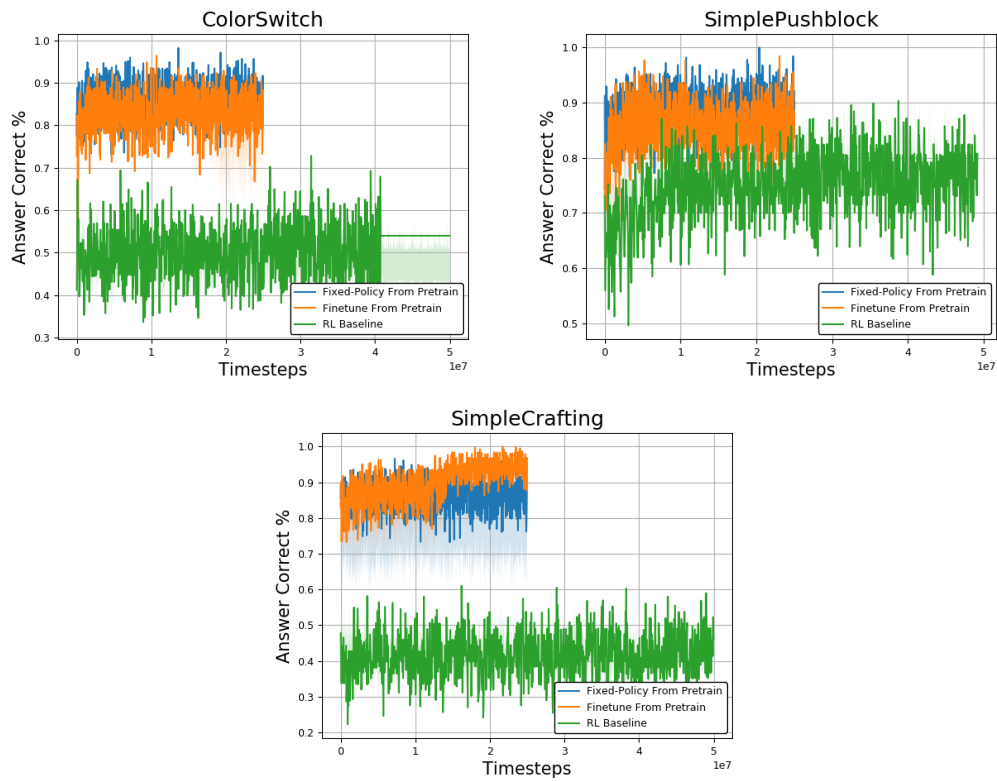 ColorSwitch
1.0
0.9
0.8
0.7
0.6
0.5
0.4
0.3
Answer Correct %
Fixed-Policy From Pretrain
Finetune From Pretrain
RL Baseline
0 1 2 3 4 5
1e7
Timesteps
SimplePushblock
1.0
0.9
0.8
0.7
0.6
0.5
Answer Correct %
Fixed-Policy From Pretrain
Finetune From Pretrain
RL Baseline
0 1 2 3 4 5
1e7
Timesteps
SimpleCrafting
1.0
0.9
0.8
0.7
0.6
0.5
0.4
0.3
0.2
Answer Correct %
Fixed-Policy From Pretrain
Finetune From Pretrain
RL Baseline
0 1 2 3 4 5
1e7
Timesteps